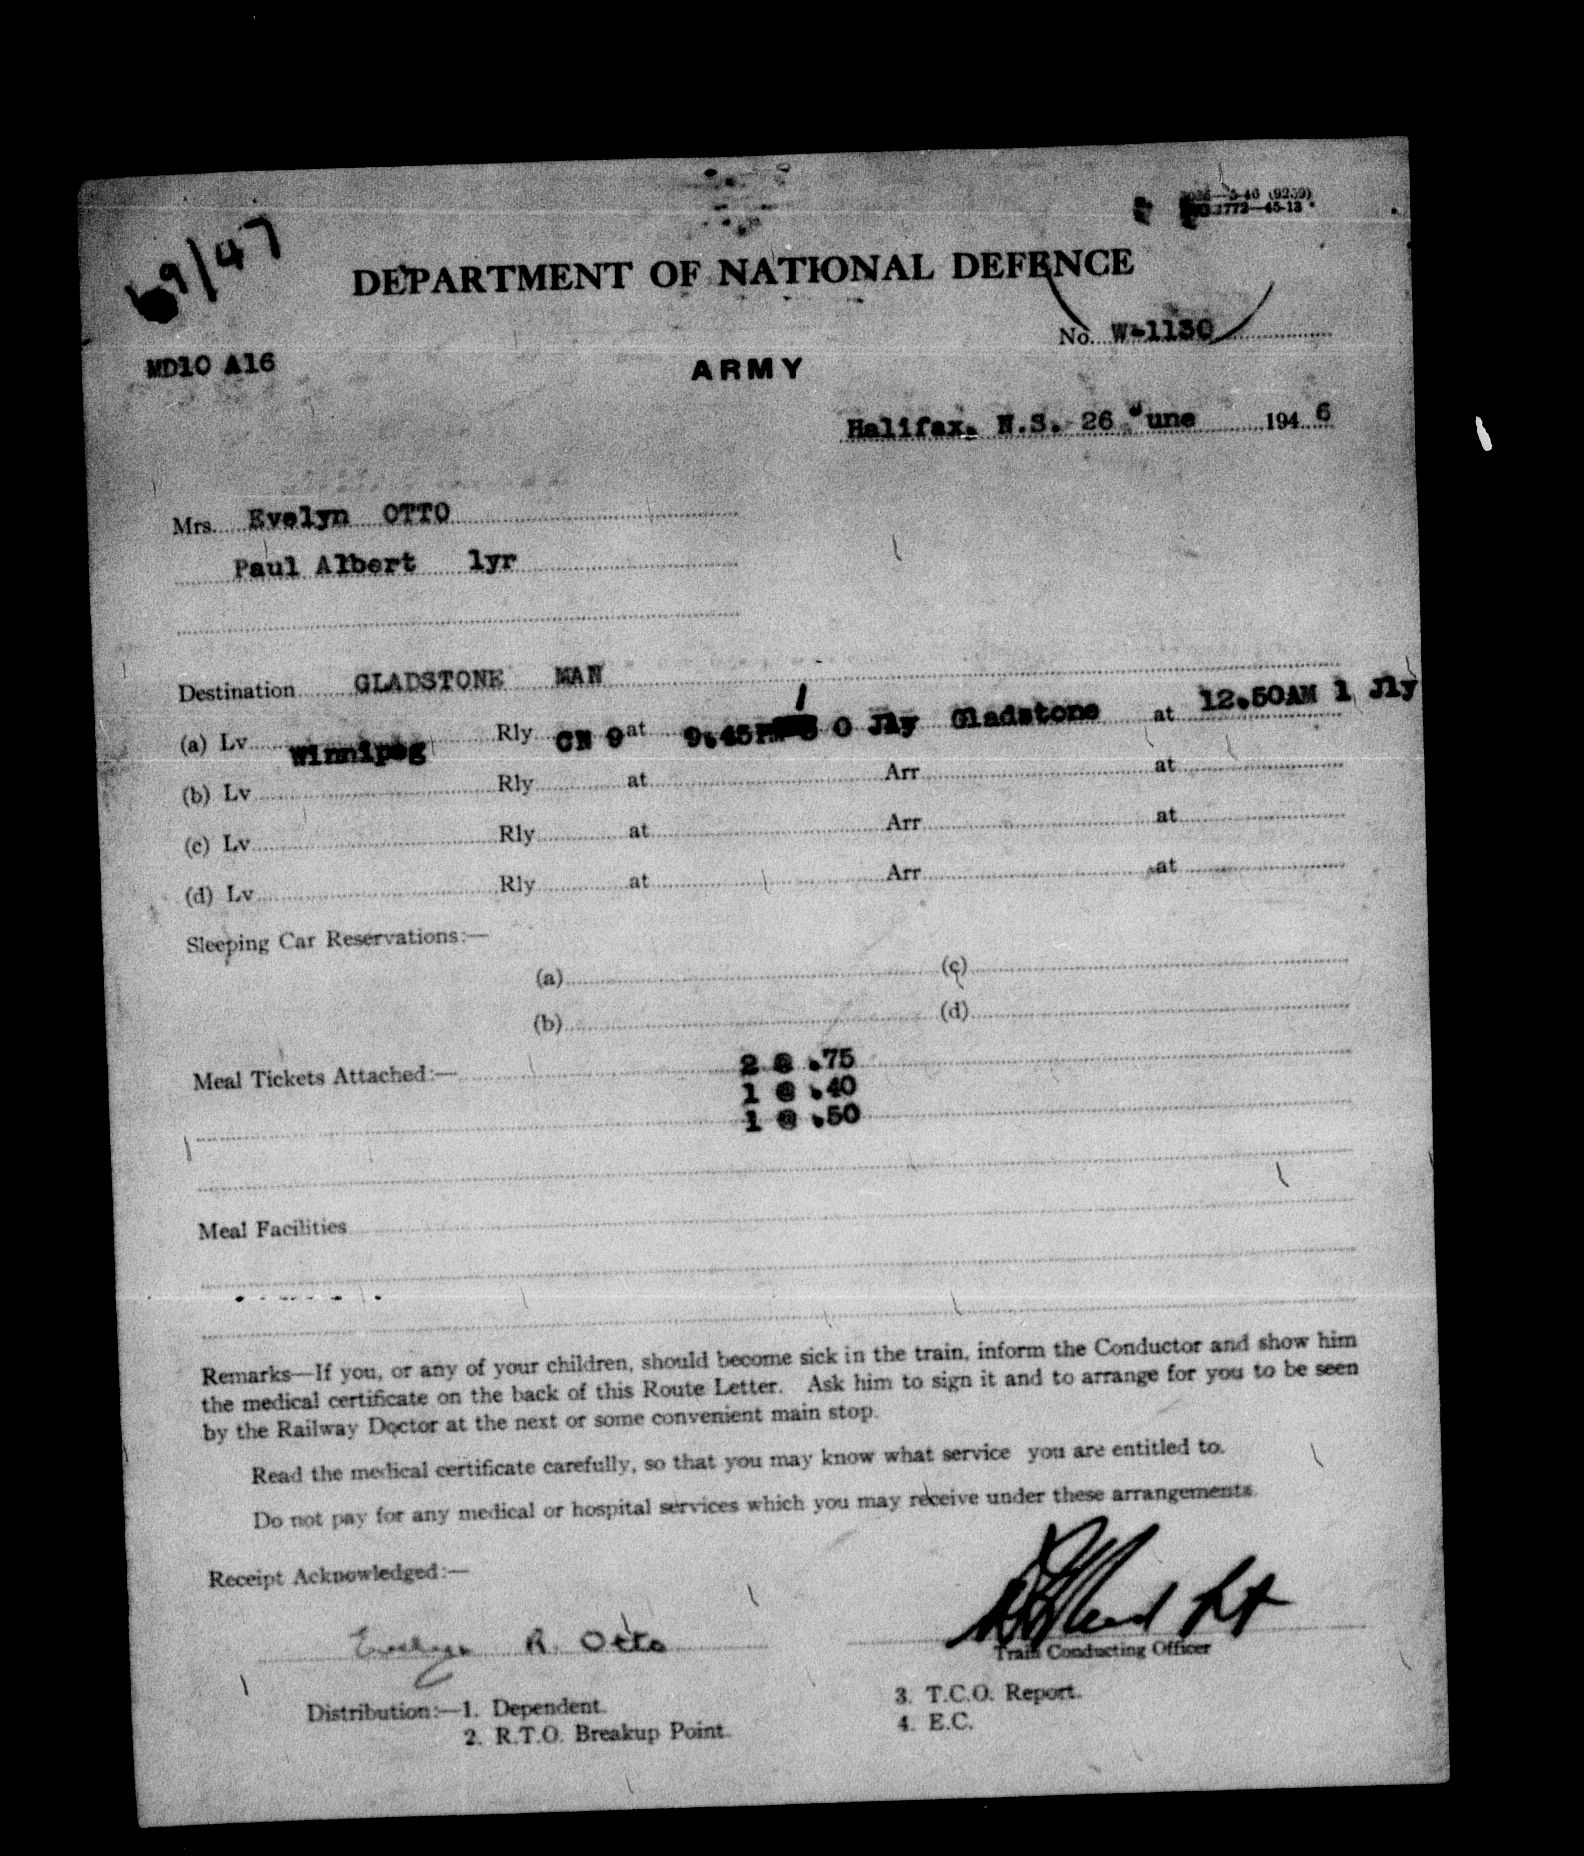 69/47
DEPARTMENT OF NATIONAL DEFENCE
No. W-1130
MD10 A16
ARMY
Halifax. N.S. 26 June 1946
Mrs. Evelyn OTTO
Paul Albert 1yr
Destination GLADSTONE MAN
(a) Lv Winnipeg Rly CN 9 at 9.45PM 0 Jly Gladstone at 12.50AM 1 Jly
(b) Lv Rly at Arr at
(c) Lv Rly at Arr at
(d) Lv Rly at Arr at
Sleeping Car Reservations:—
(a) (c)
(b) (d)
Meal Tickets Attached:— 2 @ .75
1 @ .40
1 @ .50
Meal Facilities
Remarks—If you, or any of your children, should become sick in the train, inform the Conductor and show him
the medical certificate on the back of this Route Letter. Ask him to sign it and to arrange for you to be seen
by the Railway Doctor at the next or some convenient main stop.
Read the medical certificate carefully, so that you may know what service you are entitled to.
Do not pay for any medical or hospital services which you may receive under these arrangements.
Receipt Acknowledged:—
Evelyn R. Otto Lt
Train Conducting Officer
Distribution:—1. Dependent. 3. T.C.O. Report.
2. R.T.O. Breakup Point. 4. E.C.